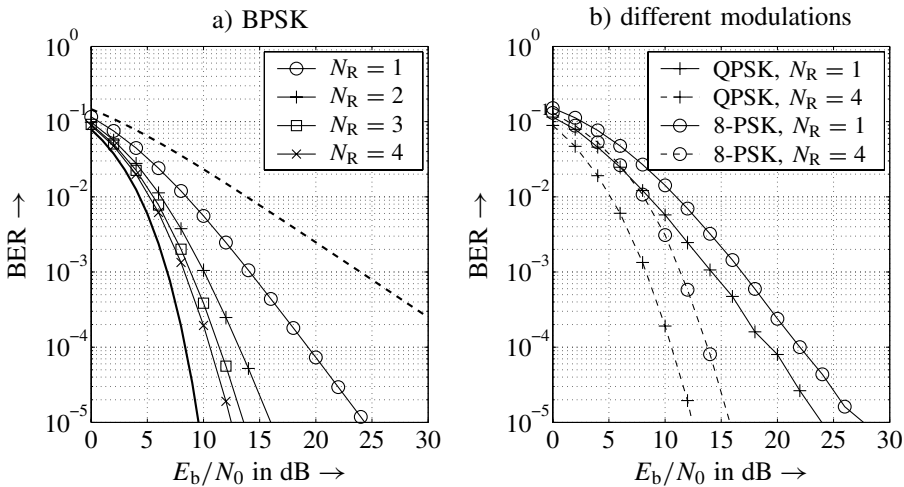 a) BPSK
10^0
10^-1
10^-2
10^-3
10^-4
10^-5
BER →
0 5 10 15 20 25 30
E_b/N_0 in dB →
N_R = 1
N_R = 2
N_R = 3
N_R = 4
b) different modulations
10^0
10^-1
10^-2
10^-3
10^-4
10^-5
BER →
0 5 10 15 20 25 30
E_b/N_0 in dB →
QPSK, N_R = 1
QPSK, N_R = 4
8-PSK, N_R = 1
8-PSK, N_R = 4